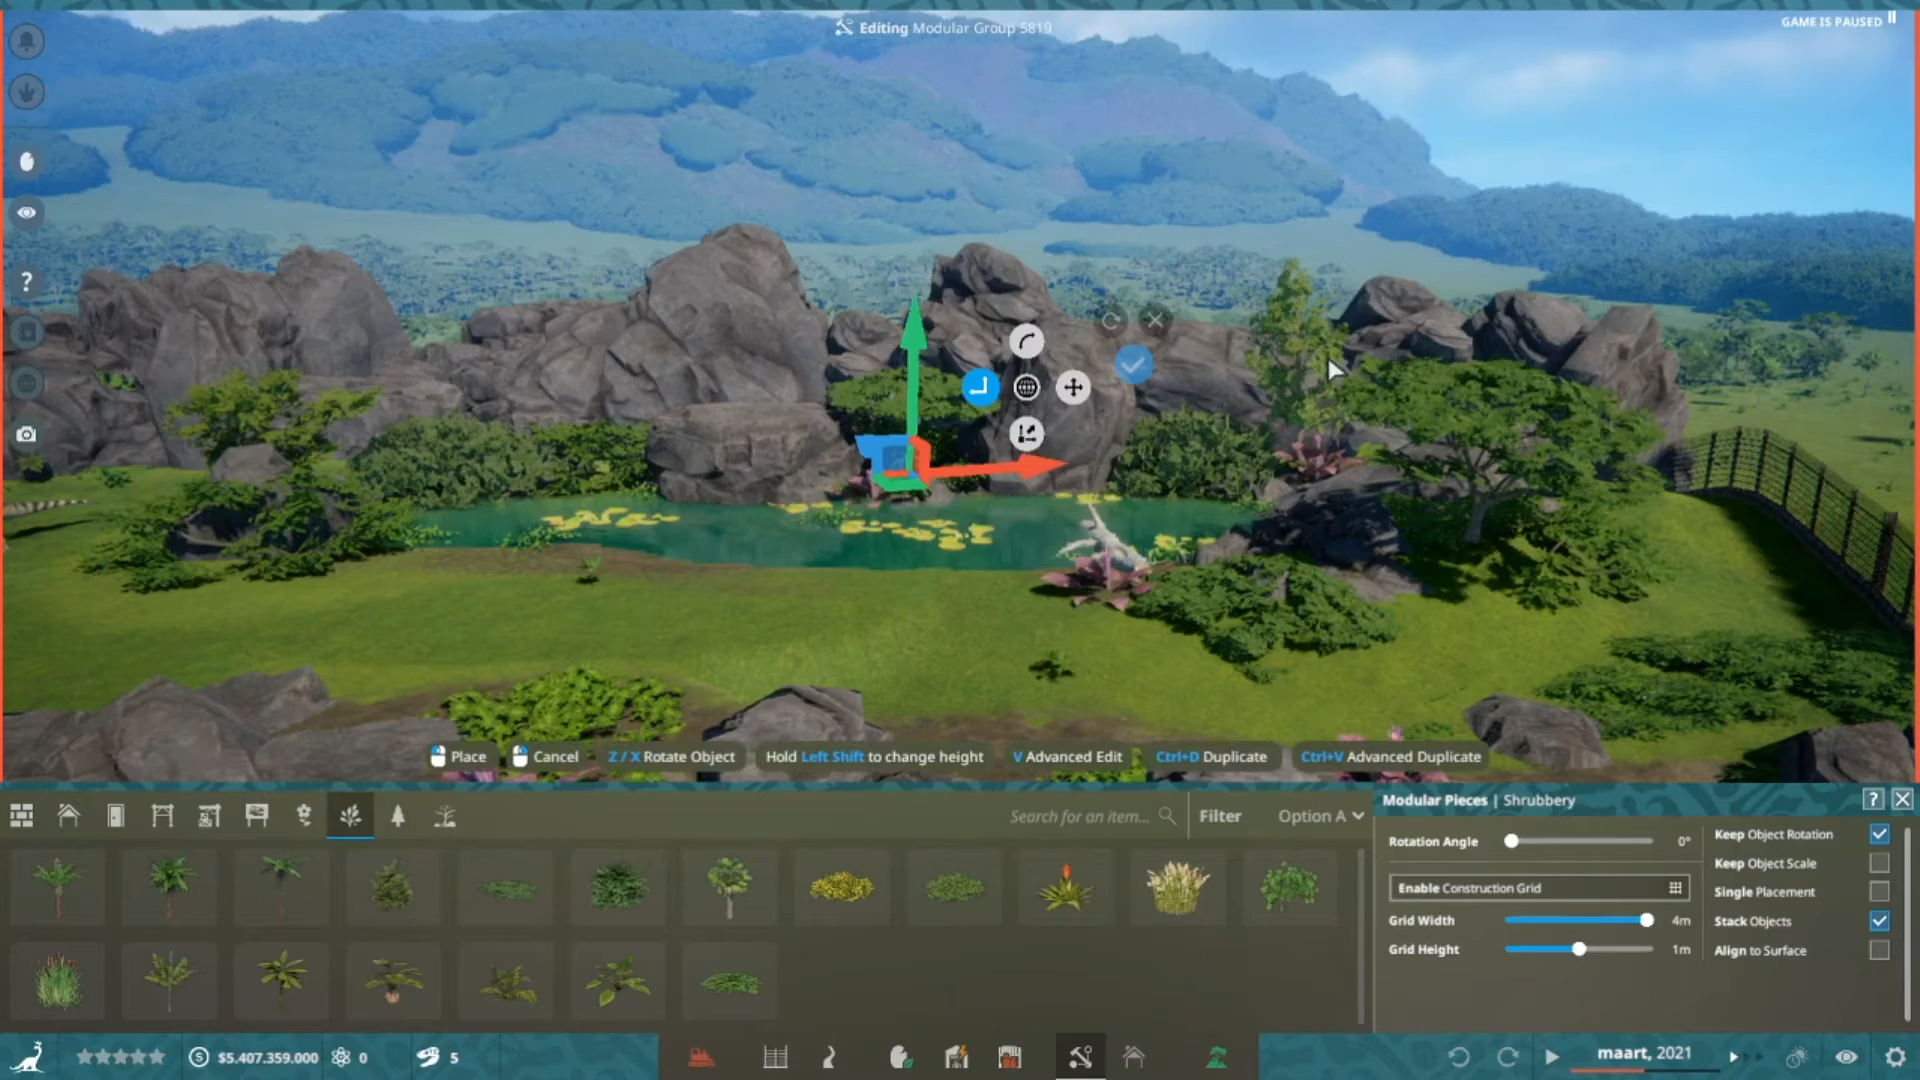 Editing Modular Group 5819
GAME IS PAUSED
?
Place
Cancel
Z / X Rotate Object
Hold Left Shift to change height
V Advanced Edit
Ctrl+D Duplicate
Ctrl+V Advanced Duplicate
Search for an item...
Filter
Option A
Modular Pieces | Shrubbery
?
Rotation Angle
0°
Enable Construction Grid
Grid Width
4m
Grid Height
1m
Keep Object Rotation
Keep Object Scale
Single Placement
Stack Objects
Align to Surface
$5.407.359.000
0
5
maart, 2021